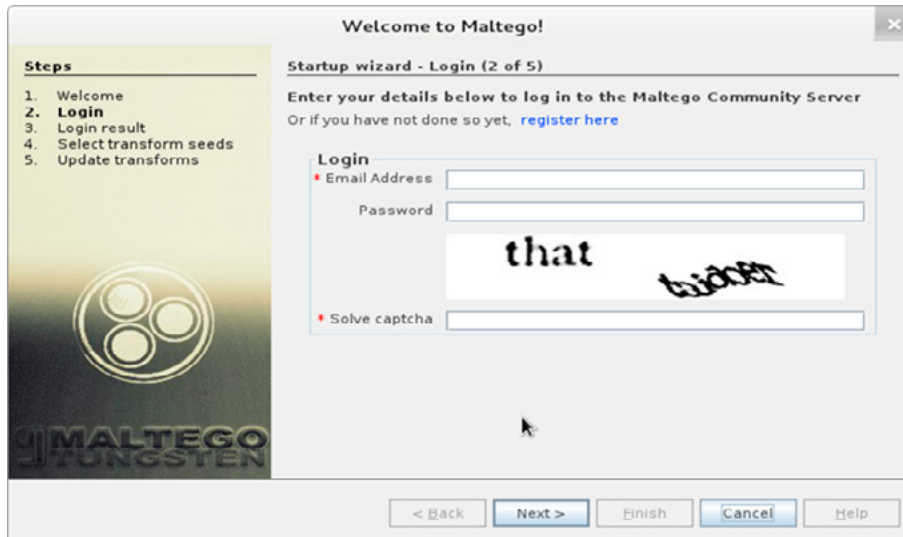 Welcome to Maltego!
Steps
1. Welcome
2. Login
3. Login result
4. Select transform seeds
5. Update transforms
MALTEGO
TUNGSTEN
Startup wizard - Login (2 of 5)
Enter your details below to log in to the Maltego Community Server
Or if you have not done so yet, register here
Login
* Email Address
Password
that
* Solve captcha
< Back Next > Finish Cancel Help